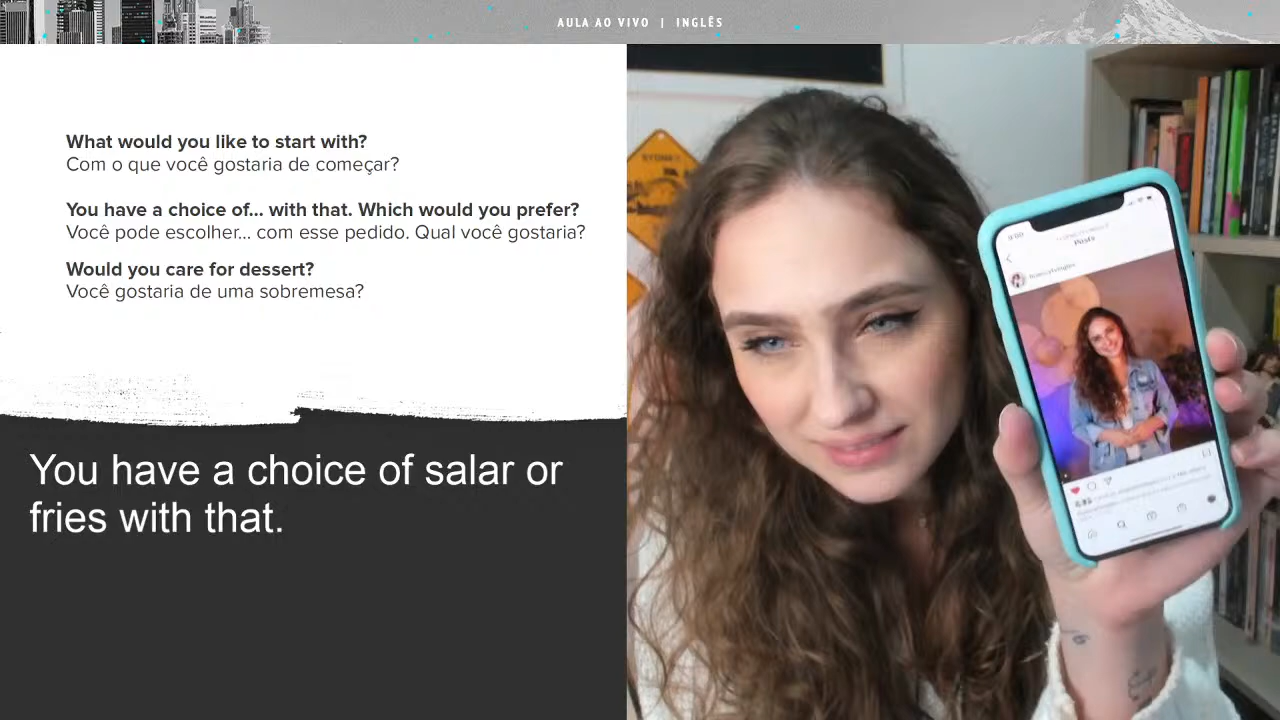 AULA AO VIVO | INGLÊS
What would you like to start with?
Com o que você gostaria de começar?
You have a choice of... with that. Which would you prefer?
Você pode escolher... com esse pedido. Qual você gostaria?
Would you care for dessert?
Você gostaria de uma sobremesa?
You have a choice of salar or
fries with that.
SYDNEY
Posts